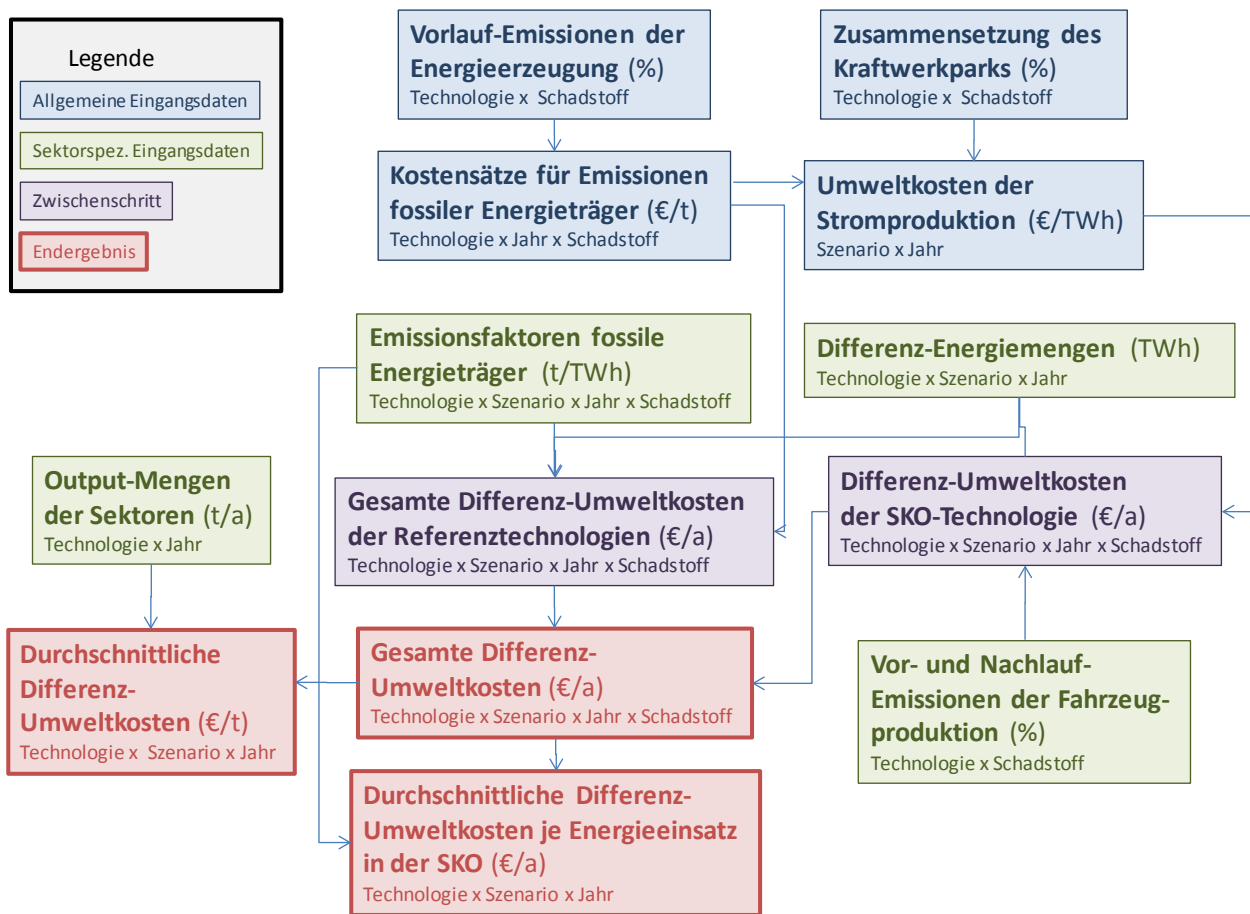 Legende
Allgemeine Eingangsdaten
Sektorspez. Eingangsdaten
Zwischenschritt
Endergebnis
Vorlauf-Emissionen der
Energieerzeugung (%)
Technologie x Schadstoff
Zusammensetzung des
Kraftwerkparks (%)
Technologie x Schadstoff
Kostensätze für Emissionen
fossiler Energieträger (€/t)
Technologie x Jahr x Schadstoff
Umweltkosten der
Stromproduktion (€/TWh)
Szenario x Jahr
Emissionsfaktoren fossile
Energieträger (t/TWh)
Technologie x Szenario x Jahr x Schadstoff
Differenz-Energiemengen (TWh)
Technologie x Szenario x Jahr
Output-Mengen
der Sektoren (t/a)
Technologie x Jahr
Gesamte Differenz-Umweltkosten
der Referenztechnologien (€/a)
Technologie x Szenario x Jahr x Schadstoff
Differenz-Umweltkosten
der SKO-Technologie (€/a)
Technologie x Szenario x Jahr x Schadstoff
Durchschnittliche
Differenz-
Umweltkosten (€/t)
Technologie x Szenario x Jahr
Gesamte Differenz-
Umweltkosten (€/a)
Technologie x Szenario x Jahr x Schadstoff
Vor- und Nachlauf-
Emissionen der Fahrzeug-
produktion (%)
Technologie x Schadstoff
Durchschnittliche Differenz-
Umweltkosten je Energieeinsatz
in der SKO (€/a)
Technologie x Szenario x Jahr